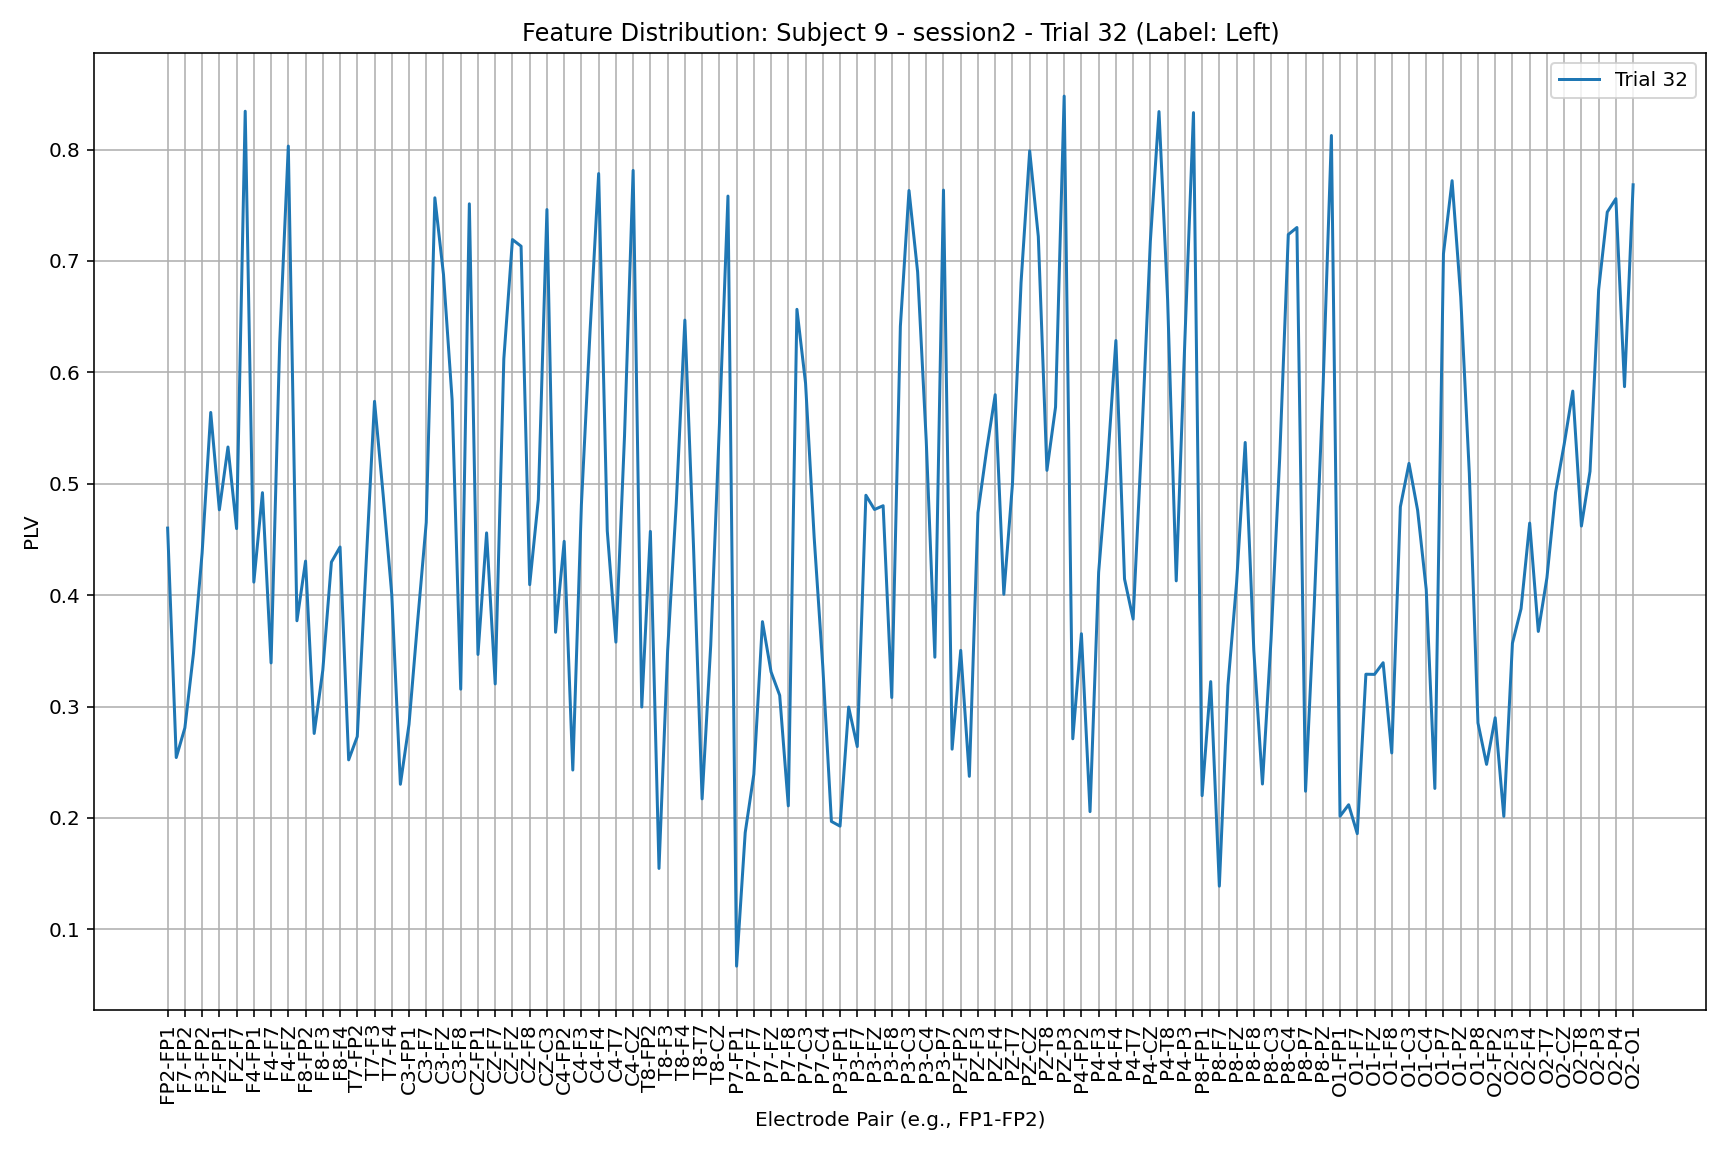 Feature Distribution: Subject 9 - session2 - Trial 32 (Label: Left)
Trial 32
PLV
0.8
0.7
0.6
0.5
0.4
0.3
0.2
0.1
FP2-FP1
F7-FP2
F3-FP2
FZ-FP1
FZ-F7
F4-FP1
F4-F7
F4-FZ
F8-FP2
F8-F3
F8-F4
T7-FP2
T7-F3
T7-F4
C3-FP1
C3-F7
C3-FZ
C3-F8
CZ-FP1
CZ-F7
CZ-FZ
CZ-F8
CZ-C3
C4-FP2
C4-F3
C4-F4
C4-T7
C4-CZ
T8-FP2
T8-F3
T8-F4
T8-T7
T8-CZ
P7-FP1
P7-F7
P7-FZ
P7-F8
P7-C3
P7-C4
P3-FP1
P3-F7
P3-FZ
P3-F8
P3-C3
P3-C4
P3-P7
PZ-FP2
PZ-F3
PZ-F4
PZ-T7
PZ-CZ
PZ-T8
PZ-P3
P4-FP2
P4-F3
P4-F4
P4-T7
P4-CZ
P4-T8
P4-P3
P8-FP1
P8-F7
P8-FZ
P8-F8
P8-C3
P8-C4
P8-P7
P8-PZ
O1-FP1
O1-F7
O1-FZ
O1-F8
O1-C3
O1-C4
O1-P7
O1-PZ
O1-P8
O2-FP2
O2-F3
O2-F4
O2-T7
O2-CZ
O2-T8
O2-P3
O2-P4
O2-O1
Electrode Pair (e.g., FP1-FP2)